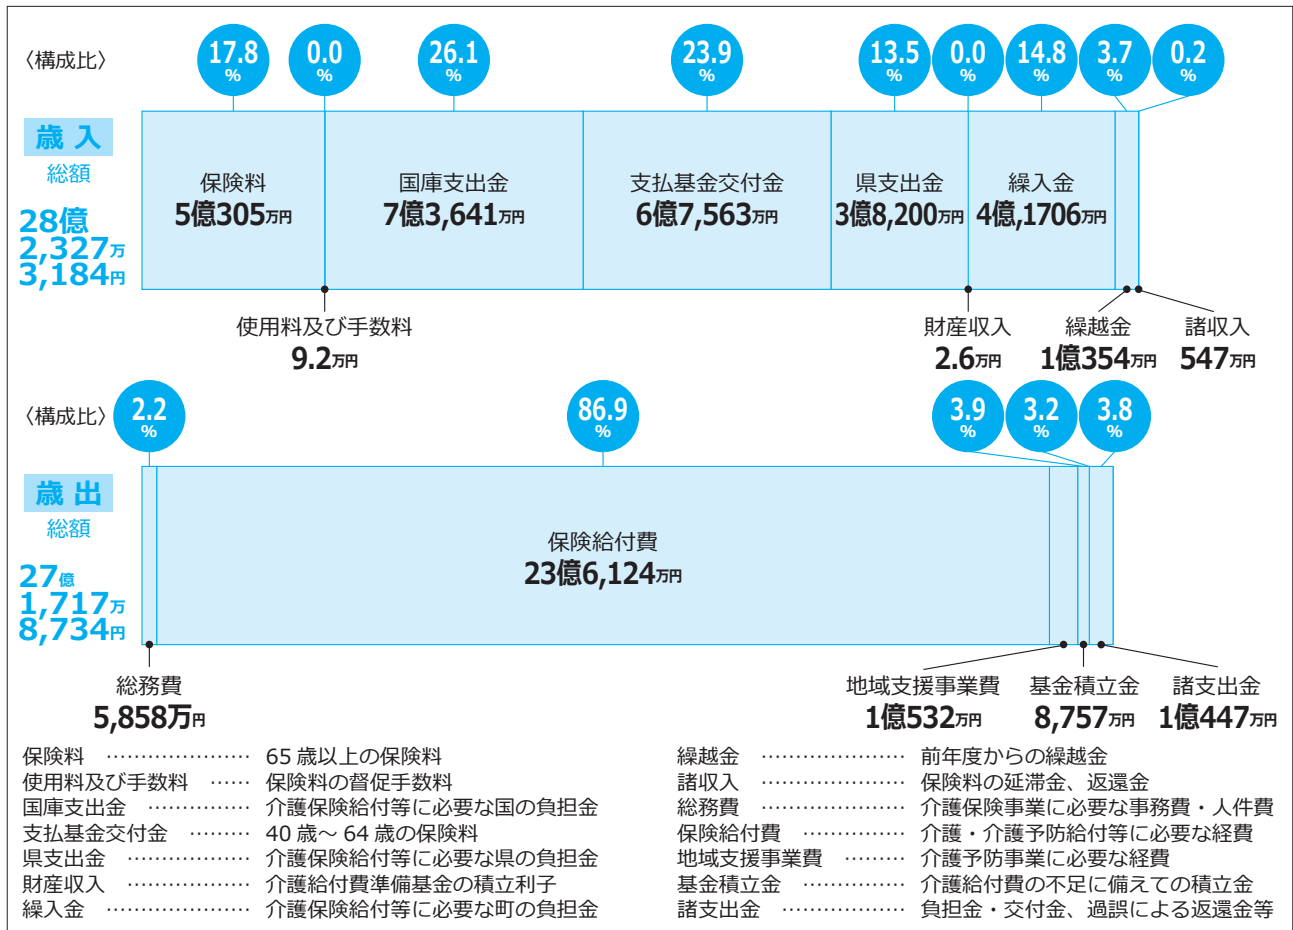 〈構成比〉
17.8%
0.0%
26.1%
23.9%
13.5%
0.0%
14.8%
3.7%
0.2%
歳入
総額
28億
2,327万
3,184円
保険料
5億305万円
国庫支出金
7億3,641万円
支払基金交付金
6億7,563万円
県支出金
3億8,200万円
繰入金
4億,1706万円
使用料及び手数料
9.2万円
財産収入
2.6万円
繰越金
1億354万円
諸収入
547万円
〈構成比〉
2.2%
86.9%
3.9%
3.2%
3.8%
歳出
総額
27億
1,717万
8,734円
保険給付費
23億6,124万円
総務費
5,858万円
地域支援事業費
1億532万円
基金積立金
8,757万円
諸支出金
1億447万円
保険料 ………………… 65歳以上の保険料
使用料及び手数料 …… 保険料の督促手数料
国庫支出金 …………… 介護保険給付等に必要な国の負担金
支払基金交付金 ……… 40歳～64歳の保険料
県支出金 ……………… 介護保険給付等に必要な県の負担金
財産収入 ……………… 介護給付費準備基金の積立利子
繰入金 ………………… 介護保険給付等に必要な町の負担金
繰越金 ………………… 前年度からの繰越金
諸収入 ………………… 保険料の延滞金、返還金
総務費 ………………… 介護保険事業に必要な事務費・人件費
保険給付費 …………… 介護・介護予防給付等に必要な経費
地域支援事業費 ……… 介護予防事業に必要な経費
基金積立金 …………… 介護給付費の不足に備えての積立金
諸支出金 ……………… 負担金・交付金、過誤による返還金等